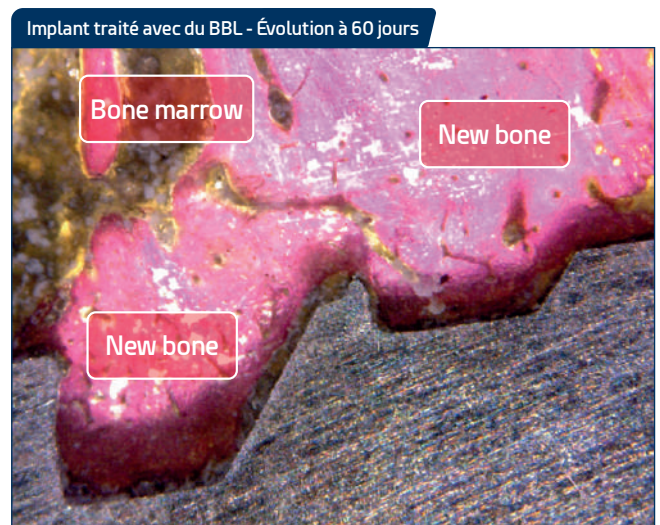 Implant traité avec du BBL - Évolution à 60 jours
Bone marrow
New bone
New bone